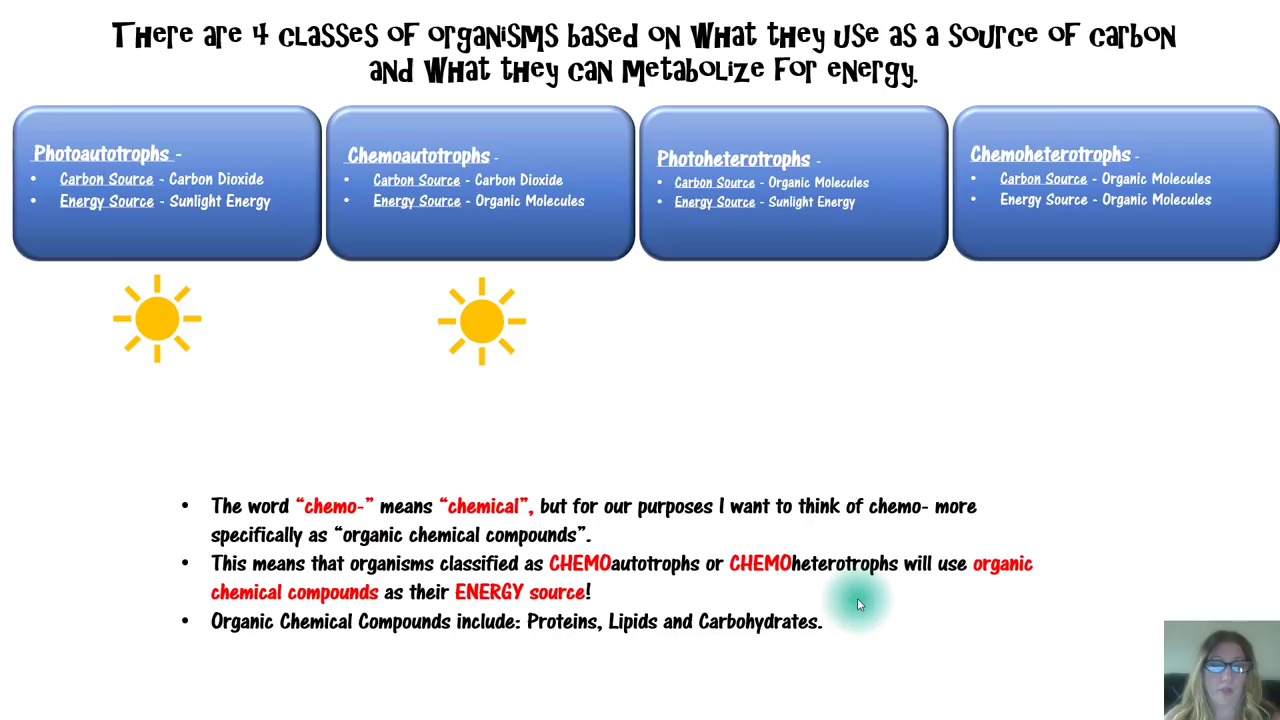 There are 4 classes of organisms based on what they use as a source of carbon
and what they can metabolize for energy.
Photoautotrophs -
• Carbon Source - Carbon Dioxide
• Energy Source - Sunlight Energy
Chemoautotrophs -
• Carbon Source - Carbon Dioxide
• Energy Source - Organic Molecules
Photoheterotrophs -
• Carbon Source - Organic Molecules
• Energy Source - Sunlight Energy
Chemoheterotrophs -
• Carbon Source - Organic Molecules
• Energy Source - Organic Molecules
• The word “chemo-” means “chemical”, but for our purposes I want to think of chemo- more
specifically as “organic chemical compounds”.
• This means that organisms classified as CHEMOautotrophs or CHEMOheterotrophs will use organic
chemical compounds as their ENERGY source!
• Organic Chemical Compounds include: Proteins, Lipids and Carbohydrates.